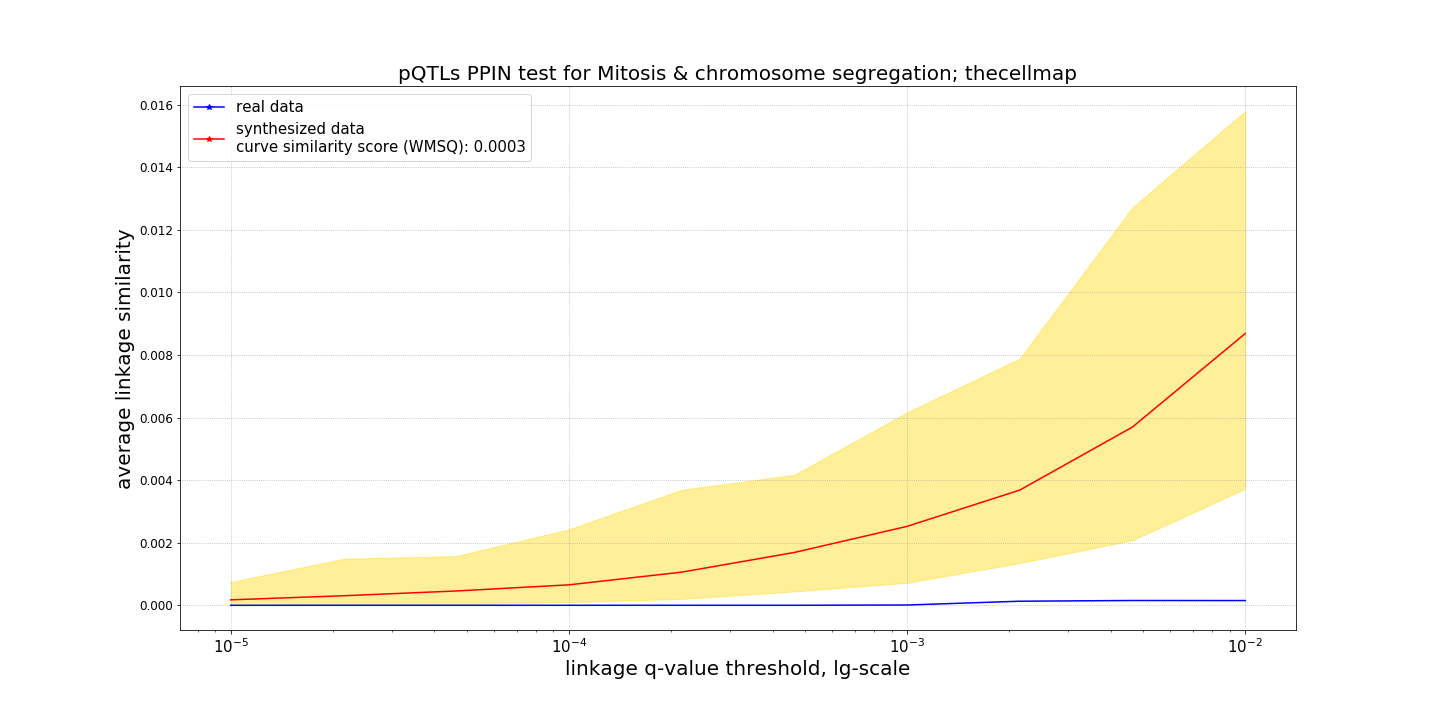 pQTLs PPIN test for Mitosis & chromosome segregation; thecellmap
real data
synthesized data
curve similarity score (WMSQ): 0.0003
average linkage similarity
0.016
0.014
0.012
0.010
0.008
0.006
0.004
0.002
0.000
10⁻⁵ 10⁻⁴ 10⁻³ 10⁻²
linkage q-value threshold, lg-scale